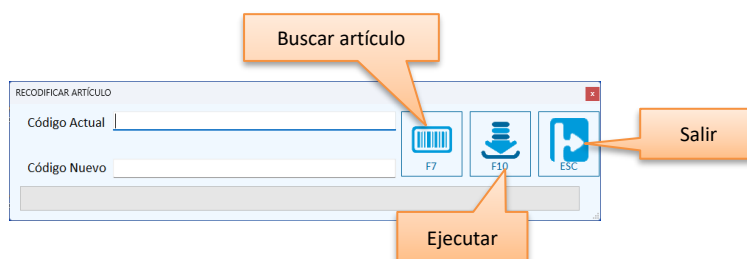 Buscar artículo
RECODIFICAR ARTÍCULO
x
Código Actual
Salir
Código Nuevo
F7
F10
ESC
Ejecutar